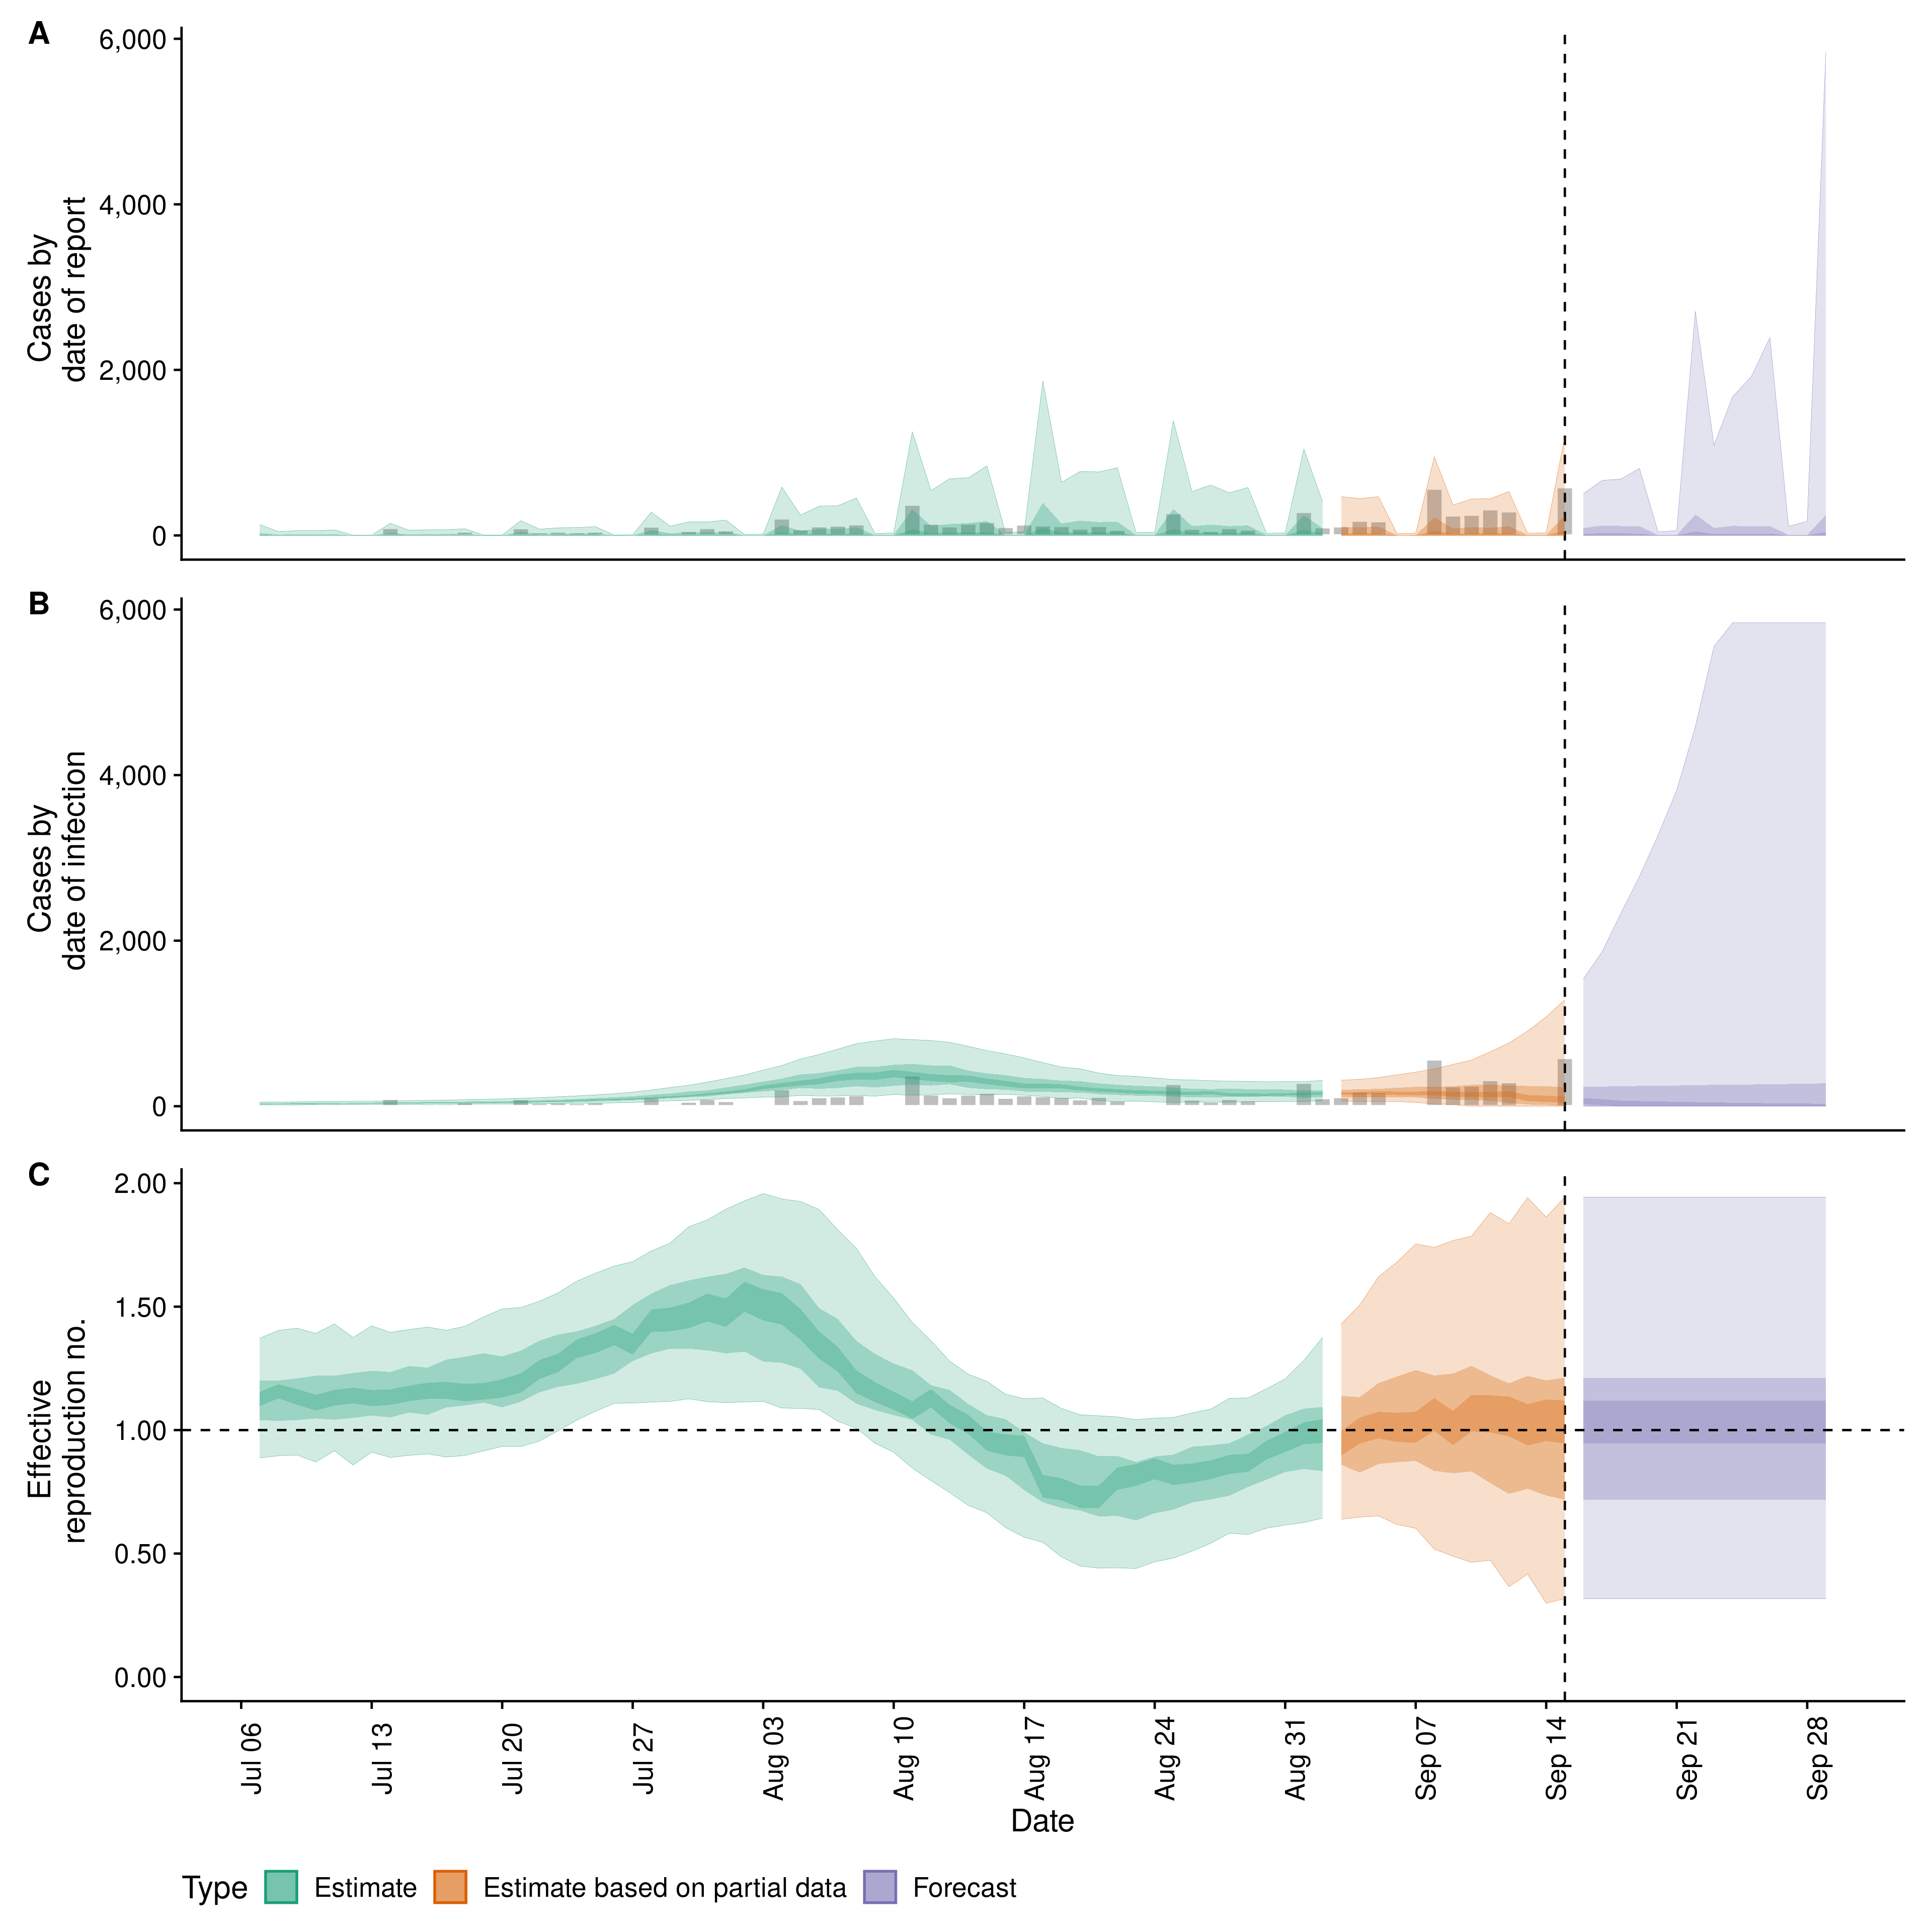 A
6,000
4,000
2,000
0
Cases by
date of report
B
6,000
4,000
2,000
0
Cases by
date of infection
C
2.00
1.50
1.00
0.50
0.00
Effective
reproduction no.
Jul 06
Jul 13
Jul 20
Jul 27
Aug 03
Aug 10
Aug 17
Aug 24
Aug 31
Sep 07
Sep 14
Sep 21
Sep 28
Date
Type Estimate Estimate based on partial data Forecast